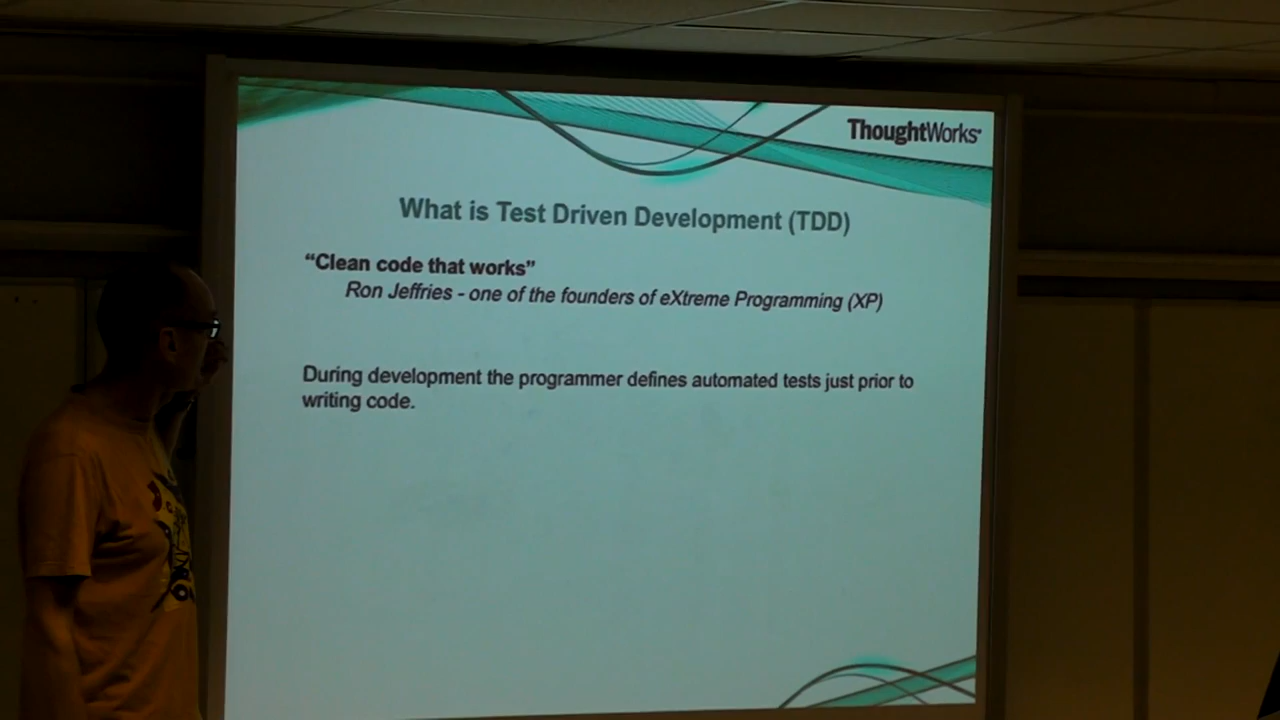 ThoughtWorks
What is Test Driven Development (TDD)
“Clean code that works”
Ron Jeffries - one of the founders of eXtreme Programming (XP)
During development the programmer defines automated tests just prior to
writing code.